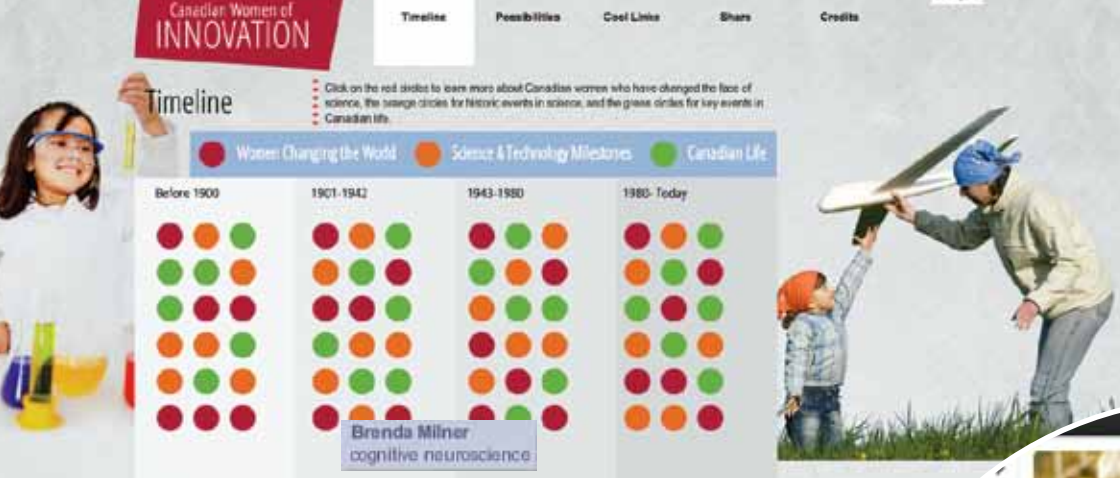 Canadian Women of
INNOVATION
Timeline
Possibilities
Cool Links
Share
Credits
Timeline
Click on the red circles to learn more about Canadian women who have changed the face of
science, the orange circles for historic events in science, and the green circles for key events in
Canadian life.
Women Changing the World
Science & Technology Milestones
Canadian Life
Before 1900
1901-1942
1943-1980
1980- Today
Brenda Milner
cognitive neuroscience